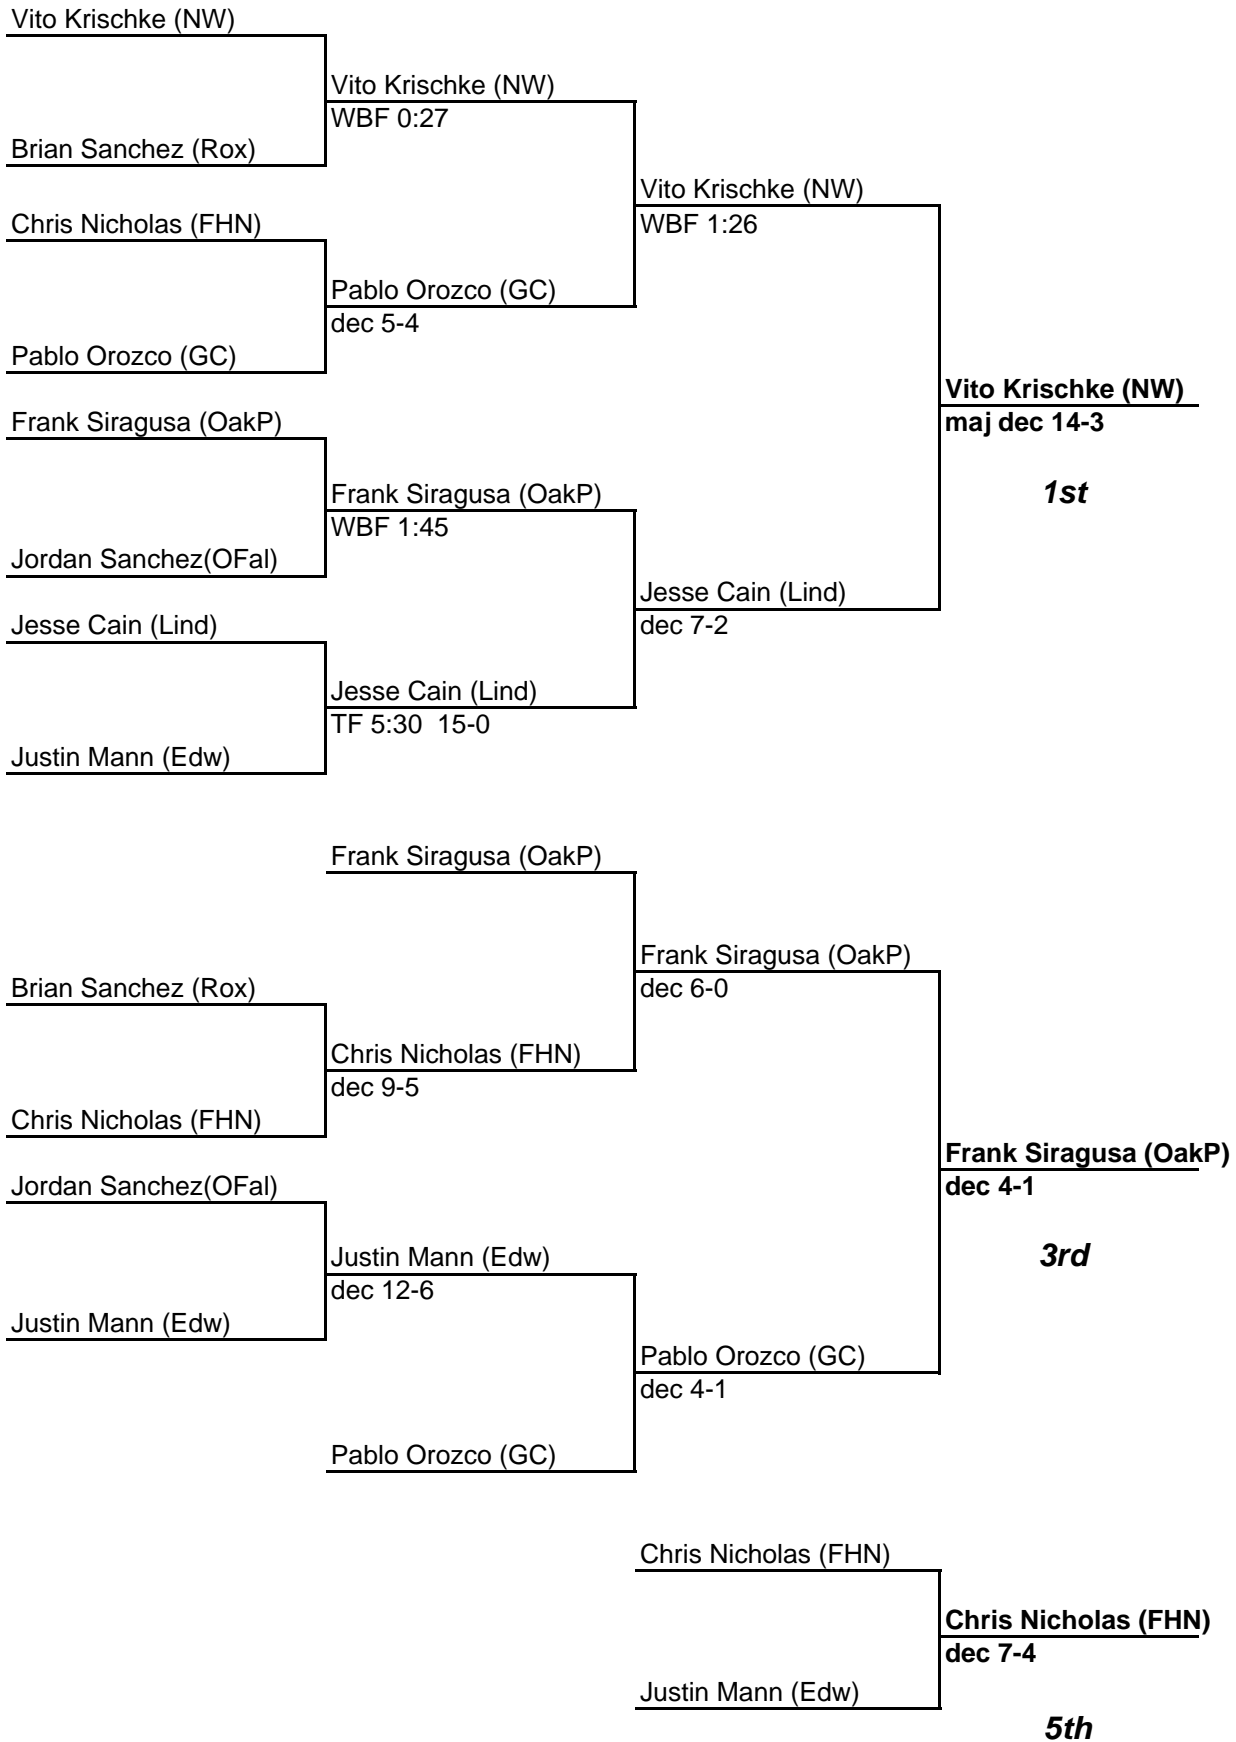 Vito Krischke (NW)
Vito Krischke (NW)
WBF 0:27
Brian Sanchez (Rox)
Vito Krischke (NW)
WBF 1:26
Chris Nicholas (FHN)
Pablo Orozco (GC)
dec 5-4
Pablo Orozco (GC)
Vito Krischke (NW)
maj dec 14-3
1st
Frank Siragusa (OakP)
Frank Siragusa (OakP)
WBF 1:45
Jordan Sanchez(OFal)
Jesse Cain (Lind)
dec 7-2
Jesse Cain (Lind)
Jesse Cain (Lind)
TF 5:30  15-0
Justin Mann (Edw)
Frank Siragusa (OakP)
Frank Siragusa (OakP)
dec 6-0
Brian Sanchez (Rox)
Chris Nicholas (FHN)
dec 9-5
Chris Nicholas (FHN)
Frank Siragusa (OakP)
dec 4-1
3rd
Jordan Sanchez(OFal)
Justin Mann (Edw)
dec 12-6
Justin Mann (Edw)
Pablo Orozco (GC)
dec 4-1
Pablo Orozco (GC)
Chris Nicholas (FHN)
Chris Nicholas (FHN)
dec 7-4
Justin Mann (Edw)
5th